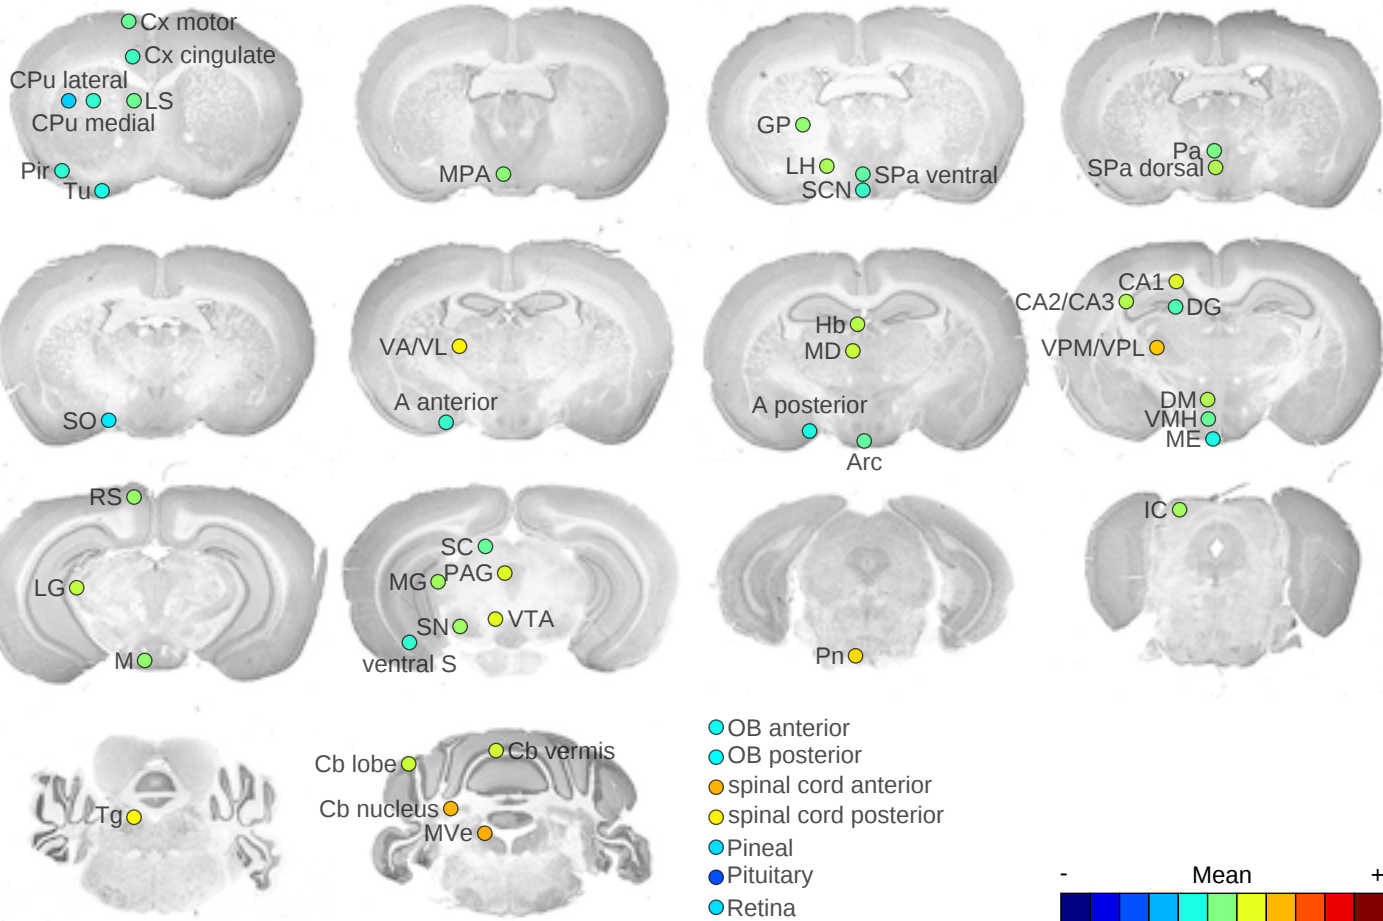 Cx motor
Cx cingulate
CPu lateral
LS
CPu medial
Pir
Tu
MPA
GP
LH
SPa ventral
SCN
Pa
SPa dorsal
SO
VA/VL
A anterior
Hb
MD
A posterior
Arc
CA1
CA2/CA3
DG
VPM/VPL
DM
VMH
ME
RS
LG
M
SC
PAG
MG
VTA
SN
ventral S
Pn
IC
Tg
Cb vermis
Cb lobe
Cb nucleus
MVe
OB anterior
OB posterior
spinal cord anterior
spinal cord posterior
Pineal
Pituitary
Retina
- Mean +